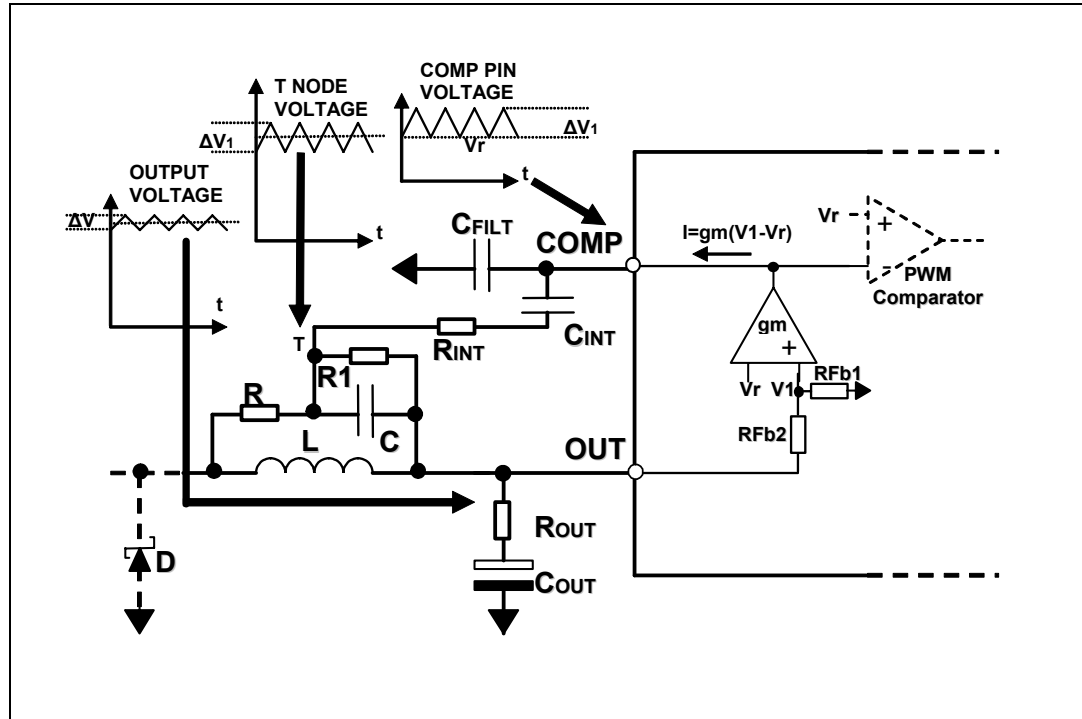 COMP PIN
VOLTAGE
T NODE
VOLTAGE
ΔV1
Vr
ΔV1
t
OUTPUT
VOLTAGE
ΔV
t
t
CFILT
COMP
I=gm(V1-Vr)
Vr
+
-
PWM
Comparator
CINT
RINT
T
R1
gm
+
Vr
V1
RFb1
R
L
C
OUT
RFb2
ROUT
D
COUT